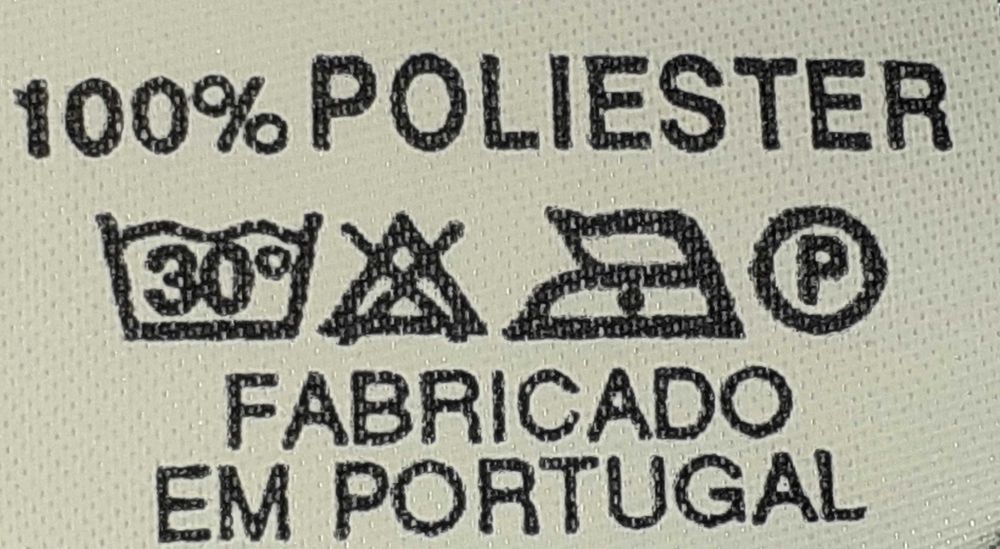 100% POLIESTER
30° P
FABRICADO
EM PORTUGAL